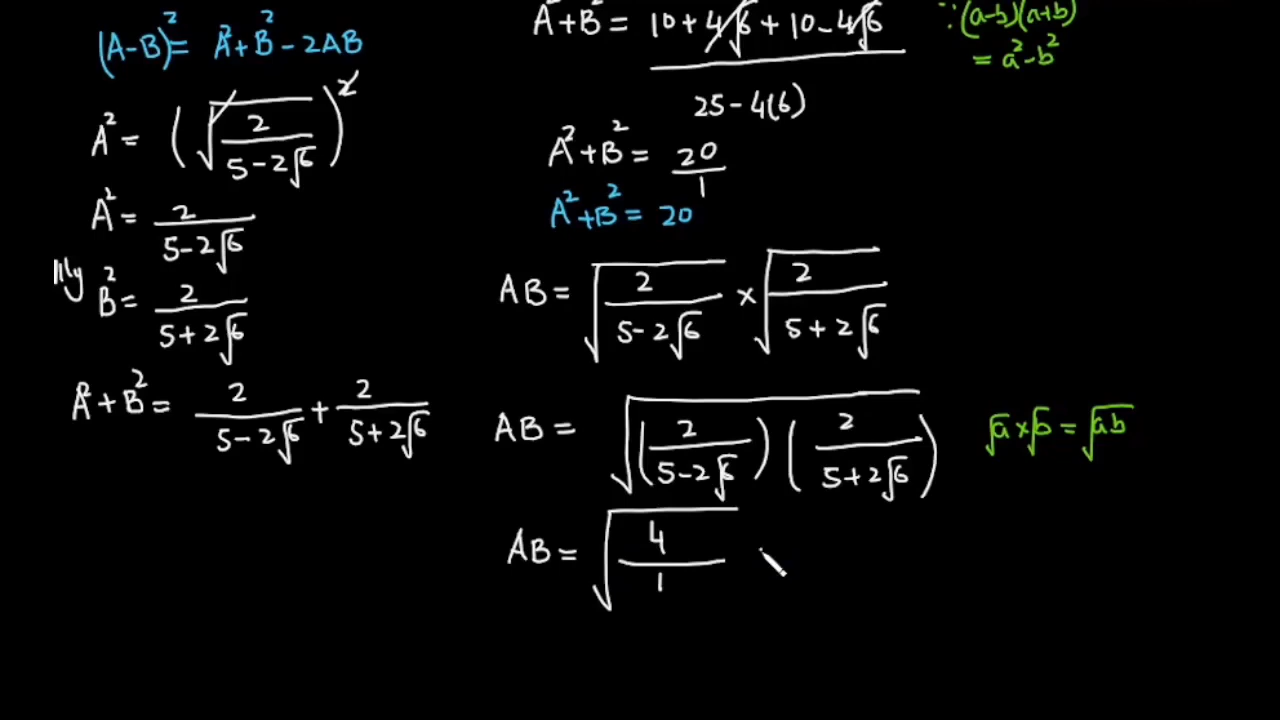 (A-B)² = A²+B² - 2AB
A² = (√(2/(5-2√6)))²
A² = 2/(5-2√6)
lllly B² = 2/(5+2√6)
A²+B² = 2/(5-2√6) + 2/(5+2√6)
A²+B² = (10+4√6+10-4√6)/(25-4(6))
∵(a-b)(a+b)
= a²-b²
A²+B² = 20/1
A²+B² = 20
AB = √(2/(5-2√6)) × √(2/(5+2√6))
AB = √((2/(5-2√6))(2/(5+2√6)))
√a×√b = √ab
AB = √(4/1)